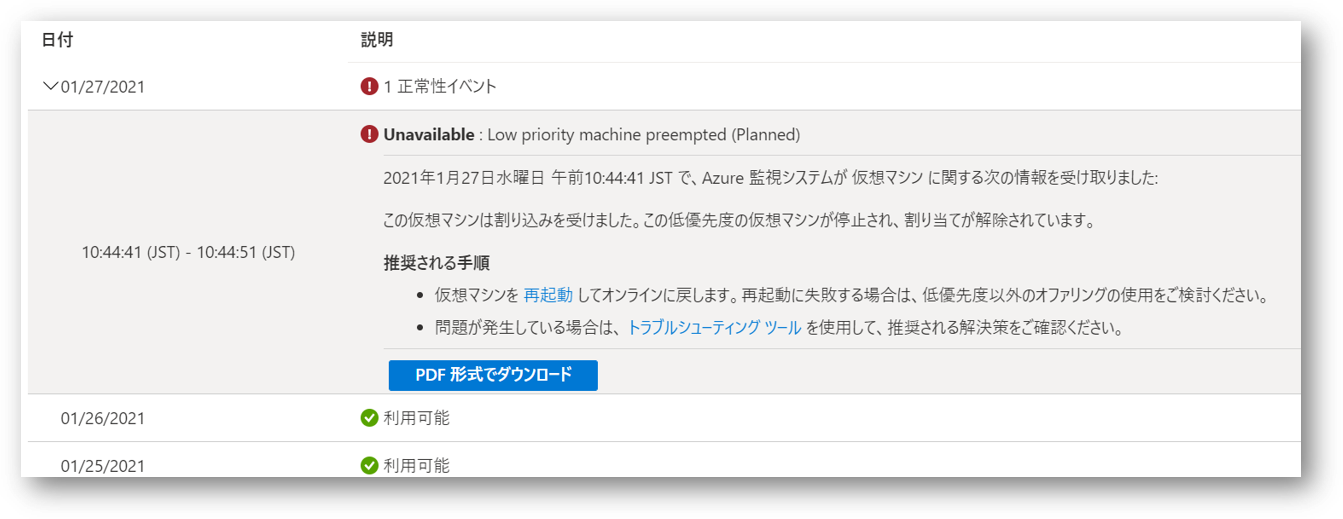 日付 説明
01/27/2021 1 正常性イベント
Unavailable : Low priority machine preempted (Planned)
2021年1月27日水曜日 午前10:44:41 JST で、Azure 監視システムが 仮想マシン に関する次の情報を受け取りました:
この仮想マシンは割り込みを受けました。この低優先度の仮想マシンが停止され、割り当てが解除されています。
10:44:41 (JST) - 10:44:51 (JST)
推奨される手順
• 仮想マシンを 再起動 してオンラインに戻します。再起動に失敗する場合は、低優先度以外のオファリングの使用をご検討ください。
• 問題が発生している場合は、 トラブルシューティング ツール を使用して、推奨される解決策をご確認ください。
PDF 形式でダウンロード
01/26/2021 利用可能
01/25/2021 利用可能